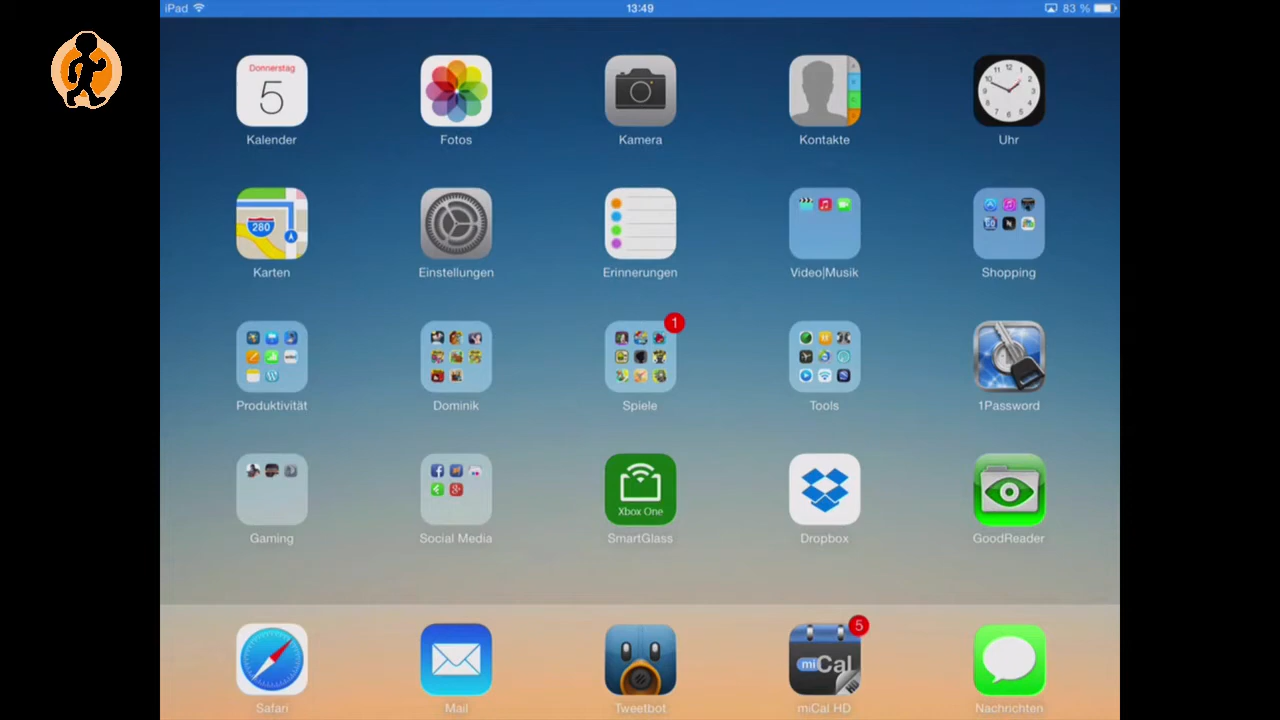 iPad 13:49 83 %
Donnerstag
5
Kalender Fotos Kamera Kontakte Uhr
280
Karten Einstellungen Erinnerungen Video|Musik Shopping
1
Produktivität Dominik Spiele Tools 1Password
Xbox One
Gaming Social Media SmartGlass Dropbox GoodReader
5
miCal
HD
Safari Mail Tweetbot miCal HD Nachrichten